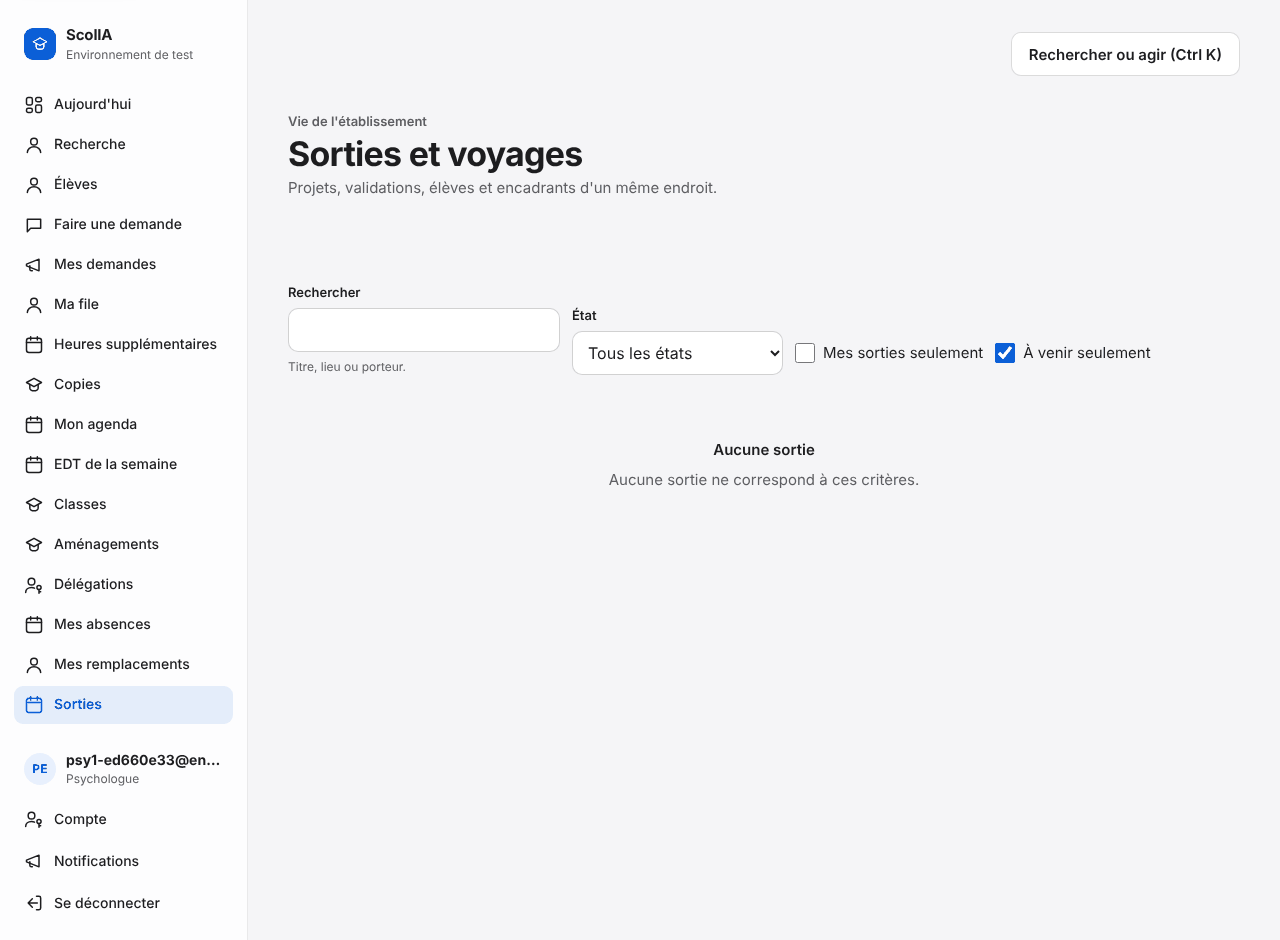 ScolIA
Environnement de test
Aujourd'hui
Recherche
Élèves
Faire une demande
Mes demandes
Ma file
Heures supplémentaires
Copies
Mon agenda
EDT de la semaine
Classes
Aménagements
Délégations
Mes absences
Mes remplacements
Sorties
PE
psy1-ed660e33@en...
Psychologue
Compte
Notifications
Se déconnecter
Rechercher ou agir (Ctrl K)
Vie de l'établissement
Sorties et voyages
Projets, validations, élèves et encadrants d'un même endroit.
Rechercher
Titre, lieu ou porteur.
État
Tous les états
Mes sorties seulement
À venir seulement
Aucune sortie
Aucune sortie ne correspond à ces critères.